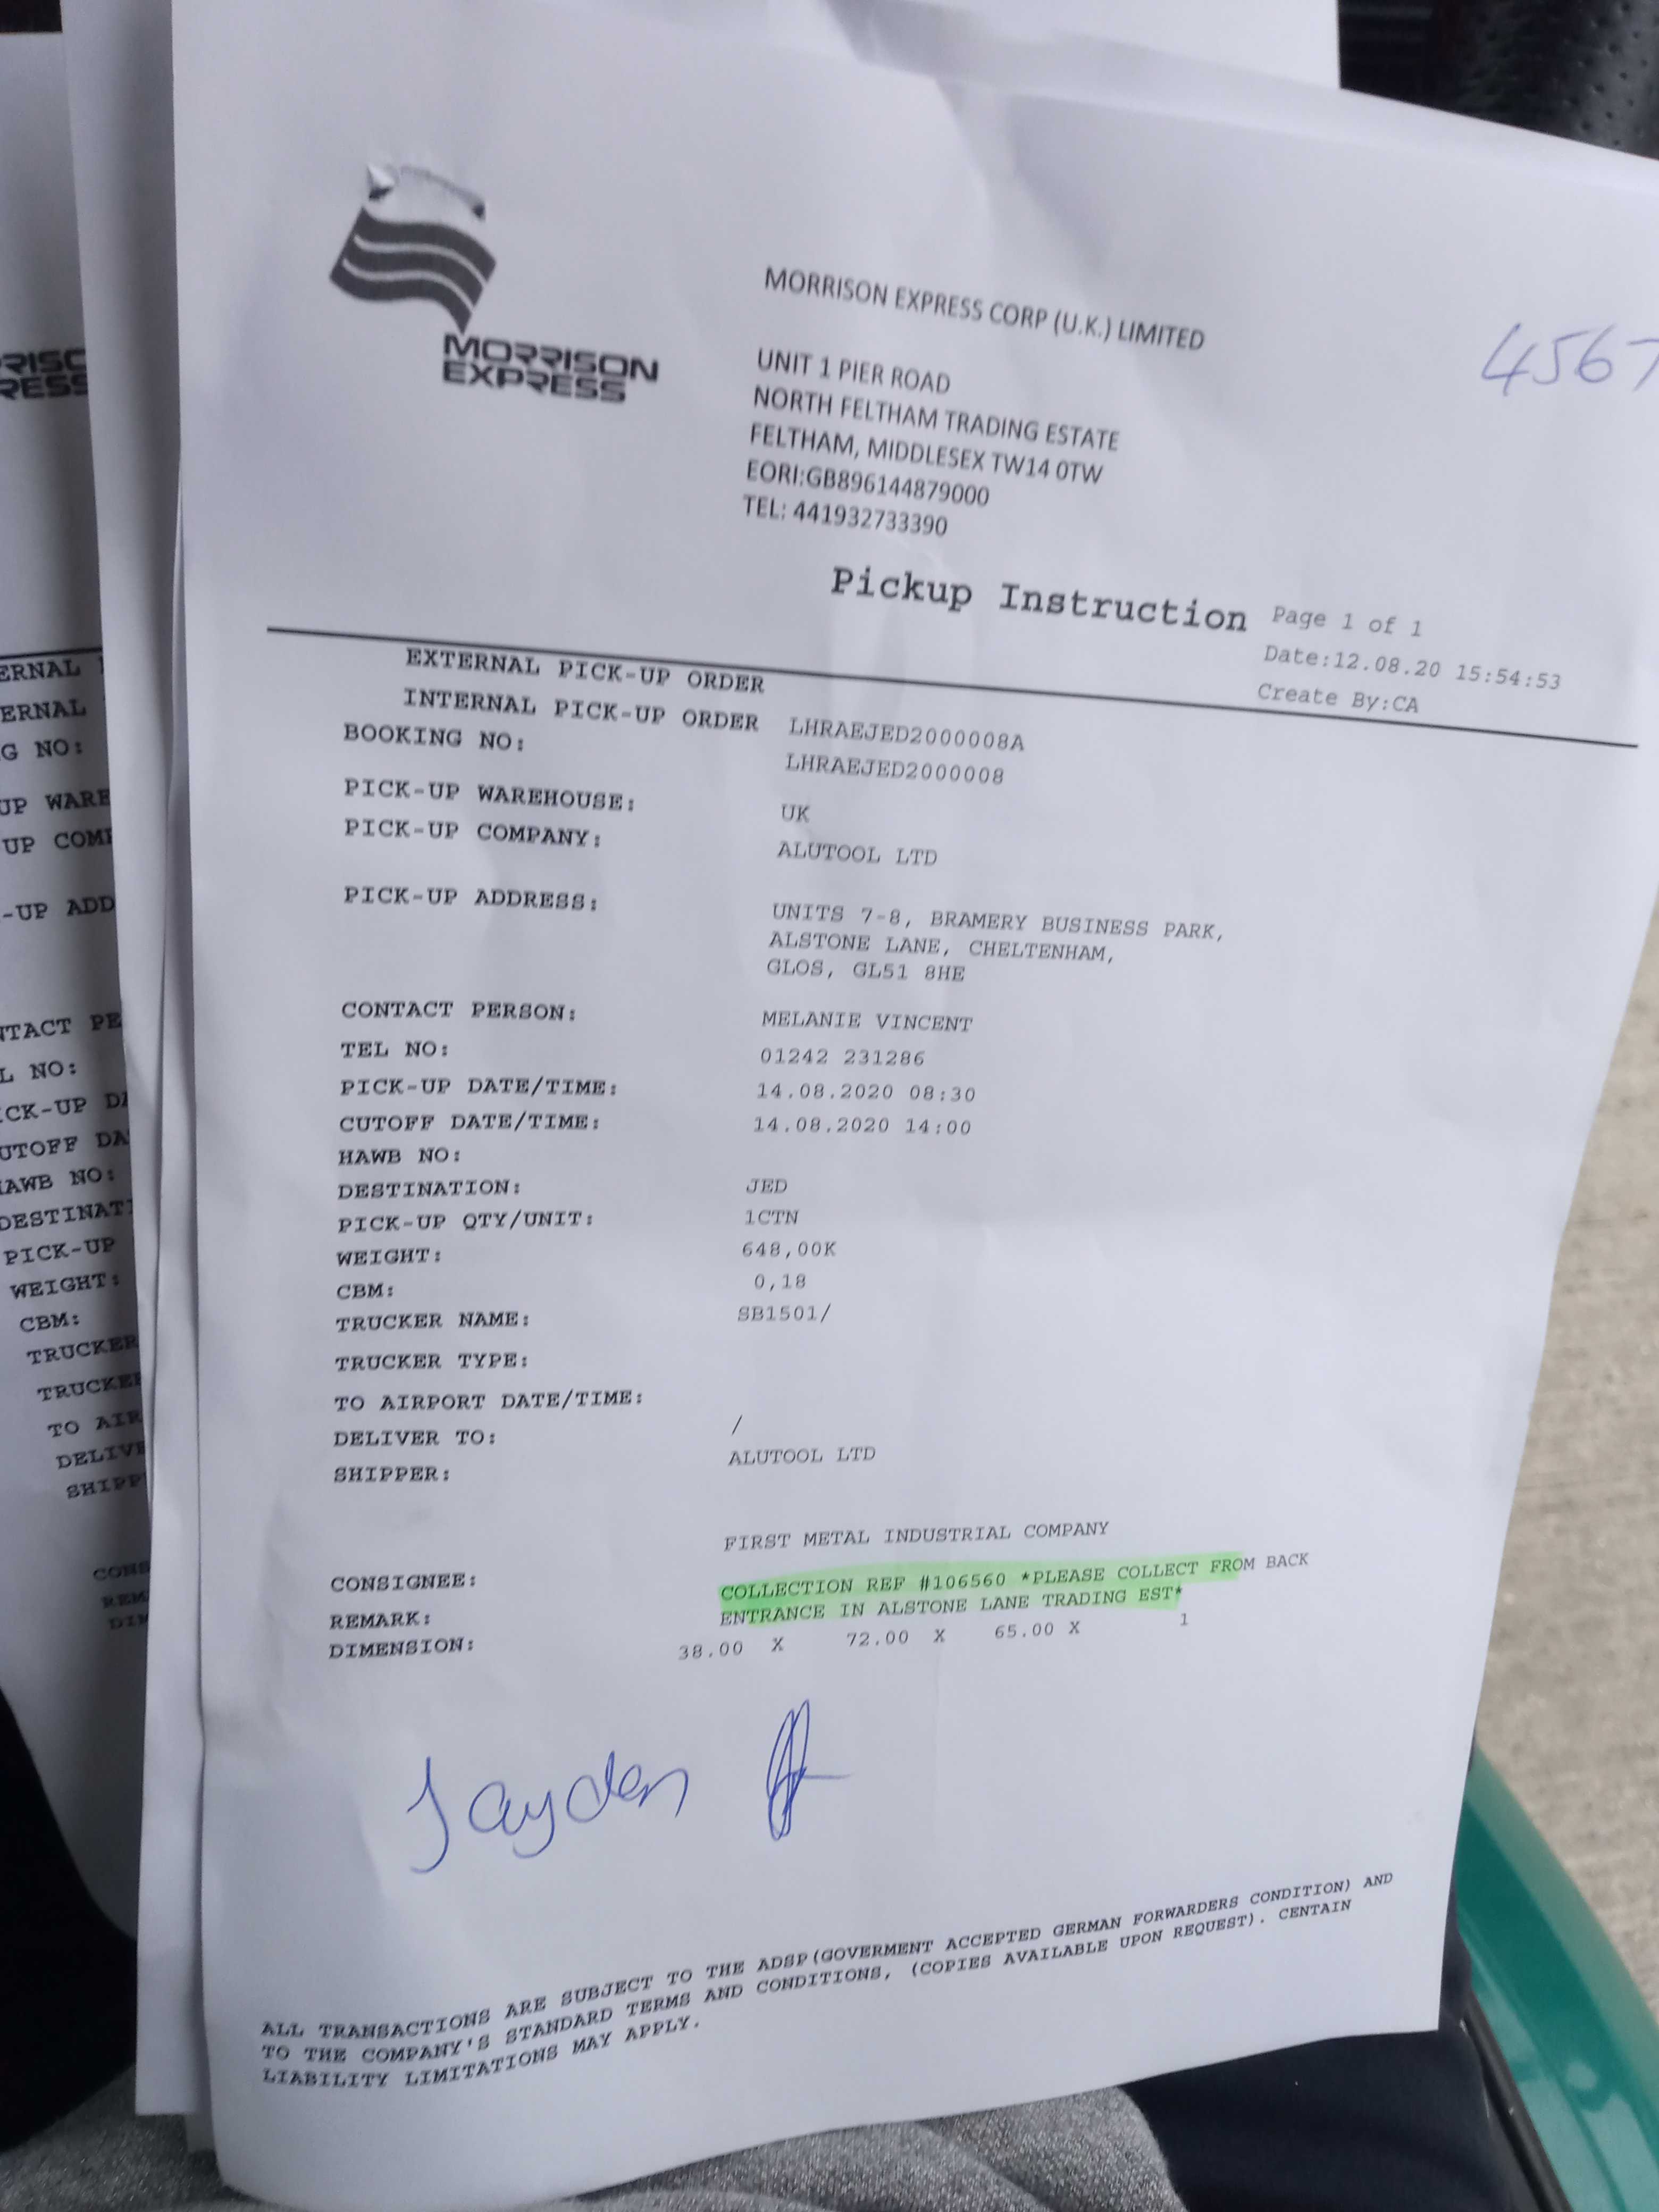 MORRISON
EXPRESS
MORRISON EXPRESS CORP (U.K.) LIMITED
UNIT 1 PIER ROAD
NORTH FELTHAM TRADING ESTATE
FELTHAM, MIDDLESEX TW14 0TW
EORI:GB896144879000
TEL: 441932733390
4567
Pickup Instruction
Page 1 of 1
Date:12.08.20 15:54:53
Create By:CA
EXTERNAL PICK-UP ORDER
INTERNAL PICK-UP ORDER LHRAEJED2000008A
BOOKING NO: LHRAEJED2000008
PICK-UP WAREHOUSE: UK
PICK-UP COMPANY: ALUTOOL LTD
PICK-UP ADDRESS: UNITS 7-8, BRAMERY BUSINESS PARK,
ALSTONE LANE, CHELTENHAM,
GLOS, GL51 8HE
CONTACT PERSON: MELANIE VINCENT
TEL NO: 01242 231286
PICK-UP DATE/TIME: 14.08.2020 08:30
CUTOFF DATE/TIME: 14.08.2020 14:00
HAWB NO:
DESTINATION: JED
PICK-UP QTY/UNIT: 1CTN
WEIGHT: 648,00K
CBM: 0,18
TRUCKER NAME: SB1501/
TRUCKER TYPE:
TO AIRPORT DATE/TIME:
DELIVER TO: /
SHIPPER: ALUTOOL LTD
CONSIGNEE: FIRST METAL INDUSTRIAL COMPANY
REMARK: COLLECTION REF #106560 *PLEASE COLLECT FROM BACK
ENTRANCE IN ALSTONE LANE TRADING EST*
DIMENSION: 38.00 X 72.00 X 65.00 X 1
Jayden
ALL TRANSACTIONS ARE SUBJECT TO THE ADSP(GOVERMENT ACCEPTED GERMAN FORWARDERS CONDITION) AND
TO THE COMPANY'S STANDARD TERMS AND CONDITIONS, (COPIES AVAILABLE UPON REQUEST). CENTAIN
LIABILITY LIMITATIONS MAY APPLY.